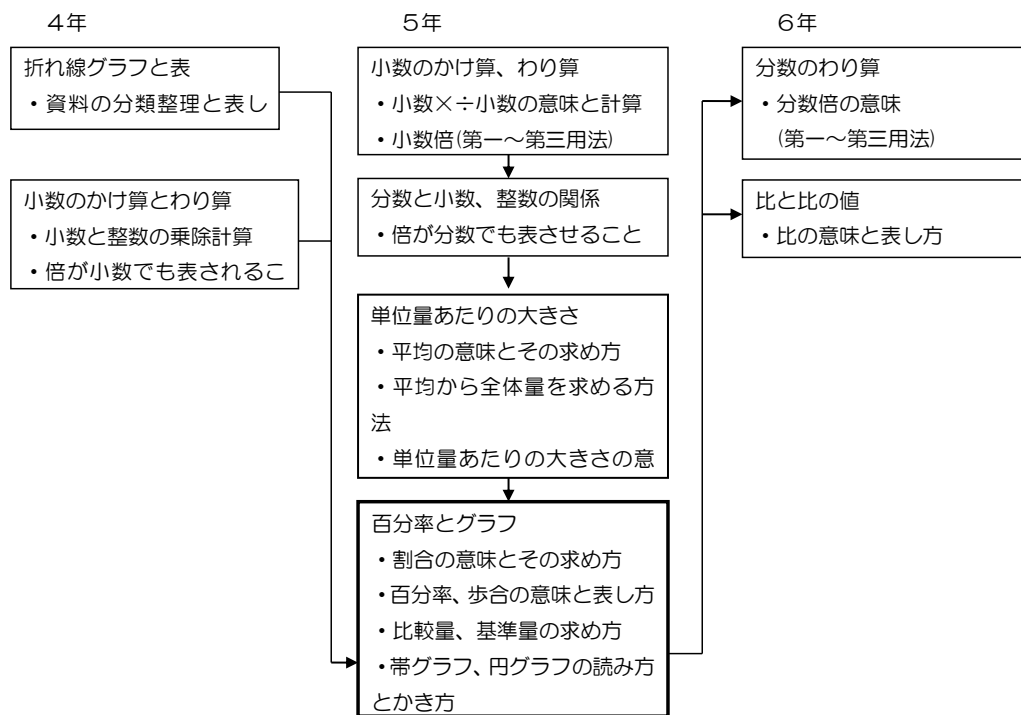 ４年
折れ線グラフと表
・資料の分類整理と表し
小数のかけ算とわり算
・小数と整数の乗除計算
・倍が小数でも表されるこ
５年
小数のかけ算、わり算
・小数×÷小数の意味と計算
・小数倍(第一～第三用法)
分数と小数、整数の関係
・倍が分数でも表させること
単位量あたりの大きさ
・平均の意味とその求め方
・平均から全体量を求める方
法
・単位量あたりの大きさの意
百分率とグラフ
・割合の意味とその求め方
・百分率、歩合の意味と表し方
・比較量、基準量の求め方
・帯グラフ、円グラフの読み方
とかき方
６年
分数のわり算
・分数倍の意味
(第一～第三用法)
比と比の値
・比の意味と表し方